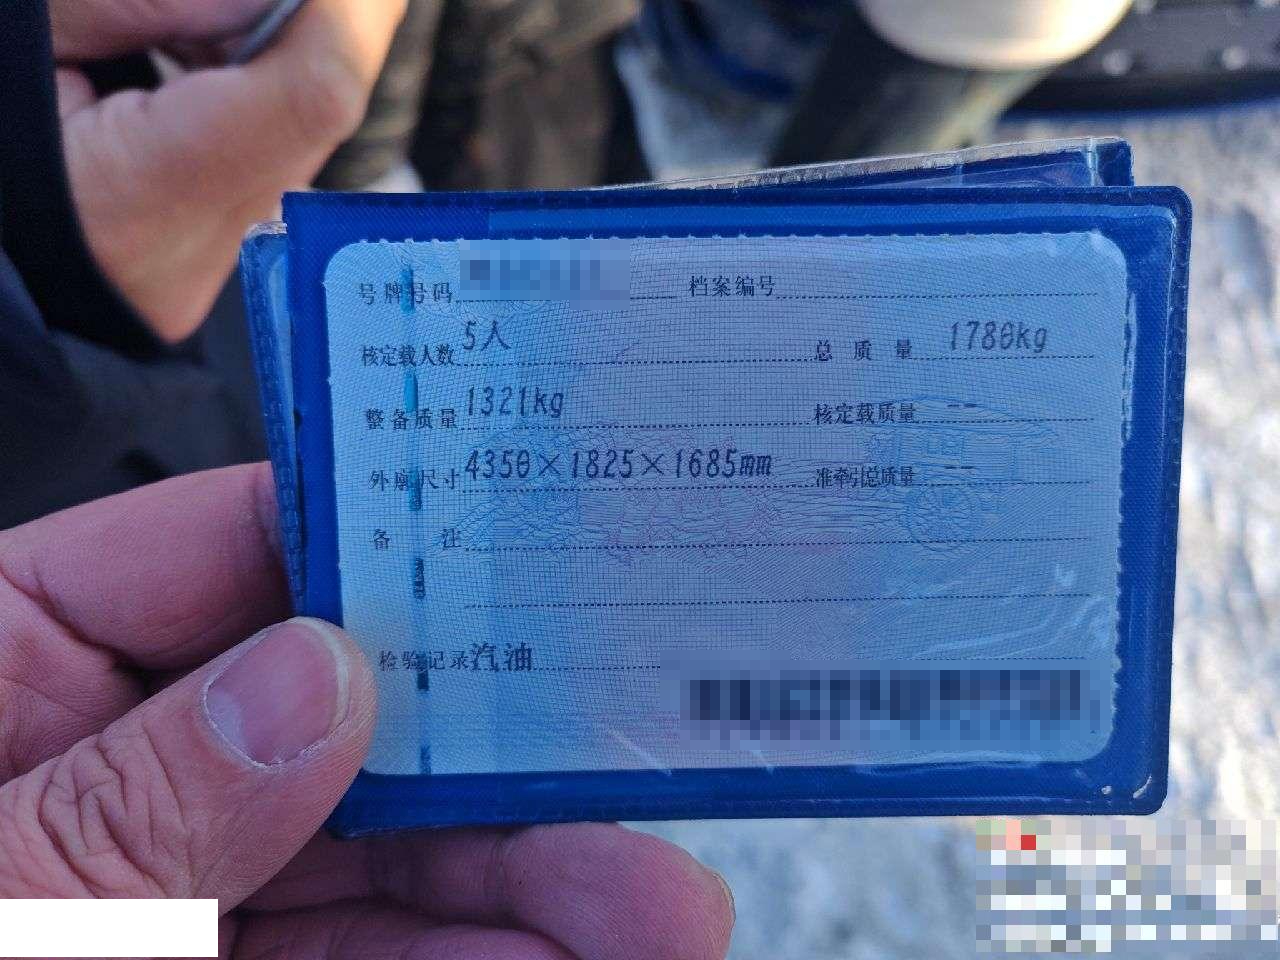 号牌号码 档案编号
核定载人数 5人 总质量 1780kg
整备质量 1321kg 核定载质量 --
外廓尺寸 4350×1825×1685mm 准牵引总质量 --
备注
检验记录 汽油